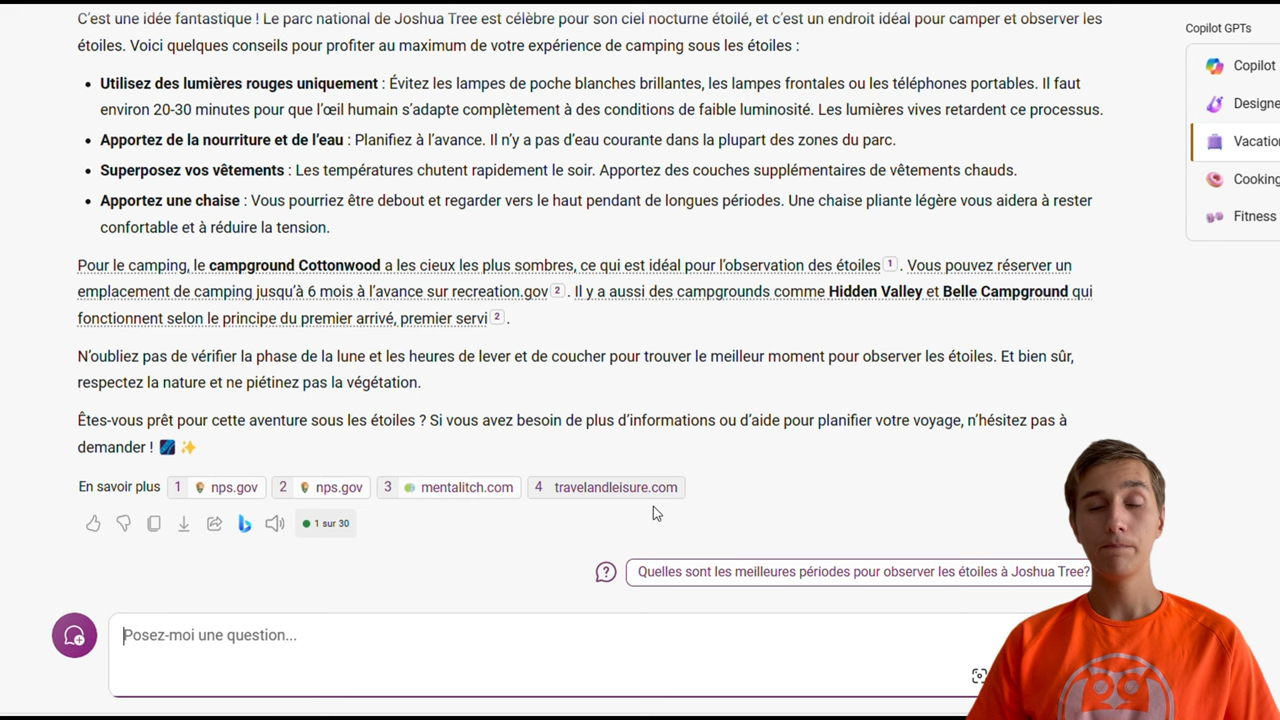 C'est une idée fantastique ! Le parc national de Joshua Tree est célèbre pour son ciel nocturne étoilé, et c'est un endroit idéal pour camper et observer les
étoiles. Voici quelques conseils pour profiter au maximum de votre expérience de camping sous les étoiles :
• Utilisez des lumières rouges uniquement : Évitez les lampes de poche blanches brillantes, les lampes frontales ou les téléphones portables. Il faut
environ 20-30 minutes pour que l'œil humain s'adapte complètement à des conditions de faible luminosité. Les lumières vives retardent ce processus.
• Apportez de la nourriture et de l'eau : Planifiez à l'avance. Il n'y a pas d'eau courante dans la plupart des zones du parc.
• Superposez vos vêtements : Les températures chutent rapidement le soir. Apportez des couches supplémentaires de vêtements chauds.
• Apportez une chaise : Vous pourriez être debout et regarder vers le haut pendant de longues périodes. Une chaise pliante légère vous aidera à rester
confortable et à réduire la tension.
Pour le camping, le campground Cottonwood a les cieux les plus sombres, ce qui est idéal pour l'observation des étoiles 1 . Vous pouvez réserver un
emplacement de camping jusqu'à 6 mois à l'avance sur recreation.gov 2 . Il y a aussi des campgrounds comme Hidden Valley et Belle Campground qui
fonctionnent selon le principe du premier arrivé, premier servi 2 .
N'oubliez pas de vérifier la phase de la lune et les heures de lever et de coucher pour trouver le meilleur moment pour observer les étoiles. Et bien sûr,
respectez la nature et ne piétinez pas la végétation.
Êtes-vous prêt pour cette aventure sous les étoiles ? Si vous avez besoin de plus d'informations ou d'aide pour planifier votre voyage, n'hésitez pas à
demander ! 🌌 ✨
En savoir plus 1 nps.gov 2 nps.gov 3 mentalitch.com 4 travelandleisure.com
1 sur 30
Quelles sont les meilleures périodes pour observer les étoiles à Joshua Tree?
Posez-moi une question...
Copilot GPTs
Copilot
Designe
Vacatio
Cooking
Fitness